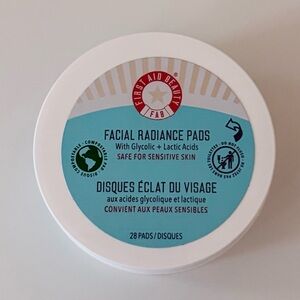 FIRST AID BEAUTY
FAB
FACIAL RADIANCE PADS
With Glycolic + Lactic Acids
SAFE FOR SENSITIVE SKIN
DISQUES ÉCLAT DU VISAGE
aux acides glycolique et lactique
CONVIENT AUX PEAUX SENSIBLES
28 PADS/DISQUES